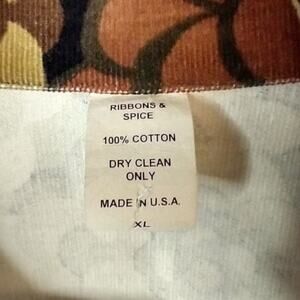 RIBBONS &
SPICE
100% COTTON
DRY CLEAN
ONLY
MADE IN U.S.A.
XL